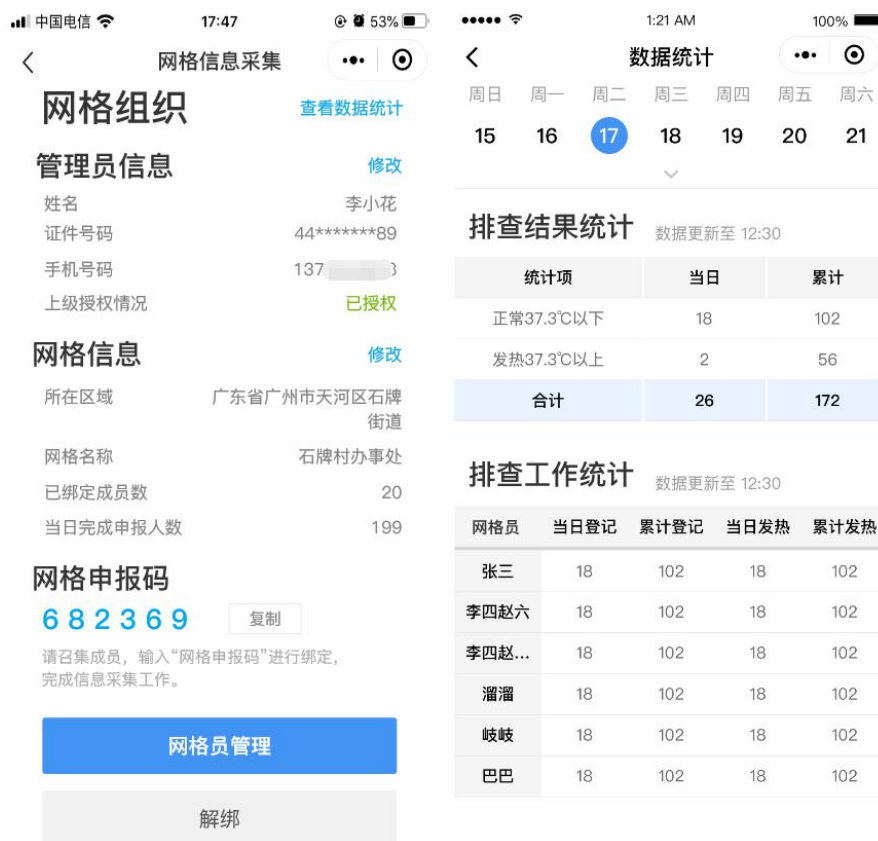 中国电信 17:47 53%
网格信息采集
网格组织 查看数据统计
管理员信息 修改
姓名 李小花
证件号码 44*******89
手机号码 137 3
上级授权情况 已授权
网格信息 修改
所在区域 广东省广州市天河区石牌
街道
网格名称 石牌村办事处
已绑定成员数 20
当日完成申报人数 199
网格申报码
682369 复制
请召集成员，输入“网格申报码”进行绑定，
完成信息采集工作。
网格员管理
解绑
1:21 AM 100%
数据统计
周日 周一 周二 周三 周四 周五 周六
15 16 17 18 19 20 21
排查结果统计 数据更新至 12:30
统计项 当日 累计
正常37.3℃以下 18 102
发热37.3℃以上 2 56
合计 26 172
排查工作统计 数据更新至 12:30
网格员 当日登记 累计登记 当日发热 累计发热
张三 18 102 18 102
李四赵六 18 102 18 102
李四赵... 18 102 18 102
溜溜 18 102 18 102
岐岐 18 102 18 102
巴巴 18 102 18 102